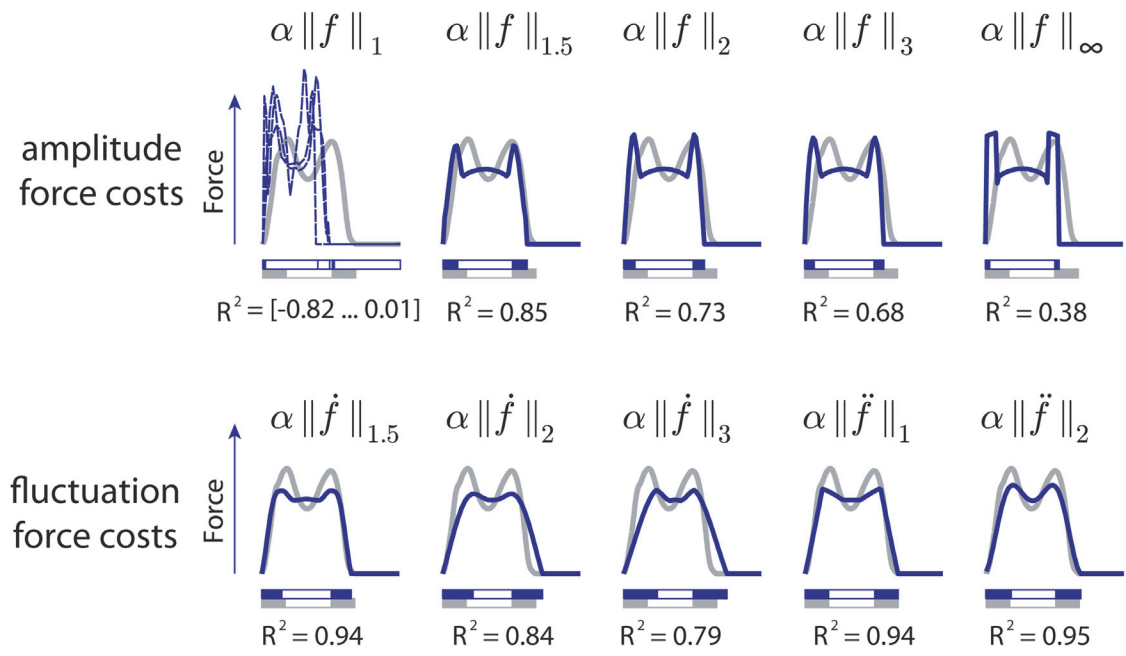 α ‖f‖₁ α ‖f‖₁.₅ α ‖f‖₂ α ‖f‖₃ α ‖f‖∞
amplitude
force costs
Force
R² = [-0.82 ... 0.01] R² = 0.85 R² = 0.73 R² = 0.68 R² = 0.38
α ‖ḟ‖₁.₅ α ‖ḟ‖₂ α ‖ḟ‖₃ α ‖f̈‖₁ α ‖f̈‖₂
fluctuation
force costs
Force
R² = 0.94 R² = 0.84 R² = 0.79 R² = 0.94 R² = 0.95